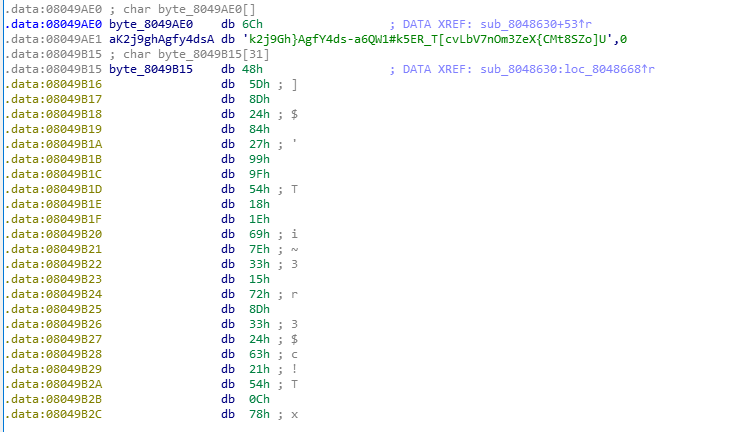 .data:08049AE0 ; char byte_8049AE0[]
.data:08049AE0 byte_8049AE0 db 6Ch ; DATA XREF: sub_8048630+53↑r
.data:08049AE1 aK2j9ghAgfy4dsA db 'k2j9Gh}AgfY4ds-a6QW1#k5ER_T[cvLbV7nOm3ZeX{CMt8SZo]U',0
.data:08049B15 ; char byte_8049B15[31]
.data:08049B15 byte_8049B15 db 48h ; DATA XREF: sub_8048630:loc_8048668↑r
.data:08049B16 db 5Dh ; ]
.data:08049B17 db 8Dh
.data:08049B18 db 24h ; $
.data:08049B19 db 84h
.data:08049B1A db 27h ; '
.data:08049B1B db 99h
.data:08049B1C db 9Fh
.data:08049B1D db 54h ; T
.data:08049B1E db 18h
.data:08049B1F db 1Eh
.data:08049B20 db 69h ; i
.data:08049B21 db 7Eh ; ~
.data:08049B22 db 33h ; 3
.data:08049B23 db 15h
.data:08049B24 db 72h ; r
.data:08049B25 db 8Dh
.data:08049B26 db 33h ; 3
.data:08049B27 db 24h ; $
.data:08049B28 db 63h ; c
.data:08049B29 db 21h ; !
.data:08049B2A db 54h ; T
.data:08049B2B db 0Ch
.data:08049B2C db 78h ; x